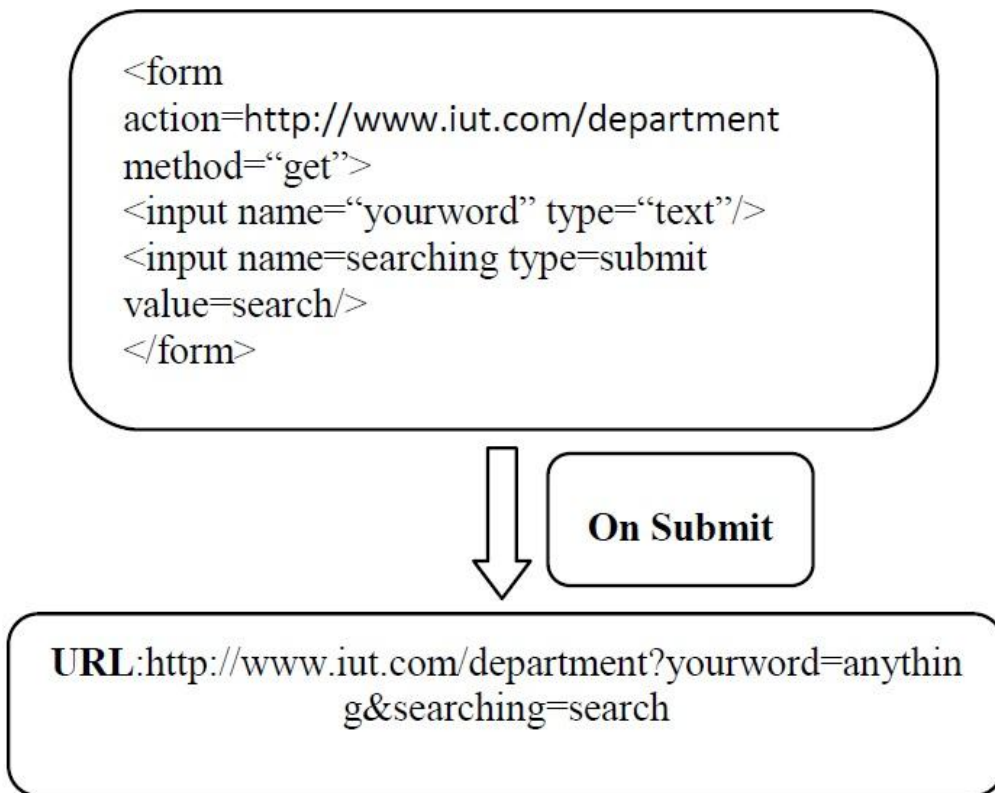 <form
action=http://www.iut.com/department
method=“get”>
<input name=“yourword” type=“text”/>
<input name=searching type=submit
value=search/>
</form>
On Submit
URL:http://www.iut.com/department?yourword=anythin
g&searching=search